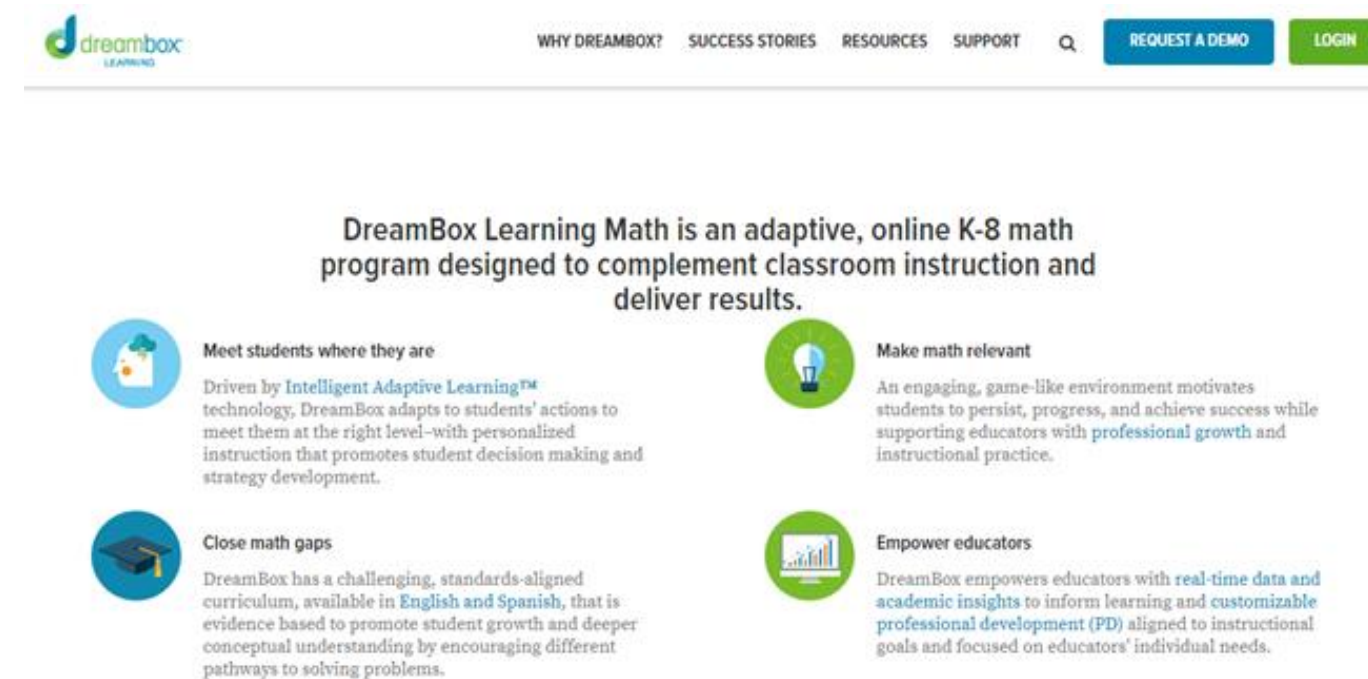 dreambox
LEARNING
WHY DREAMBOX? SUCCESS STORIES RESOURCES SUPPORT REQUEST A DEMO LOGIN
DreamBox Learning Math is an adaptive, online K-8 math
program designed to complement classroom instruction and
deliver results.
Meet students where they are
Driven by Intelligent Adaptive Learning™
technology, DreamBox adapts to students' actions to
meet them at the right level–with personalized
instruction that promotes student decision making and
strategy development.
Make math relevant
An engaging, game-like environment motivates
students to persist, progress, and achieve success while
supporting educators with professional growth and
instructional practice.
Close math gaps
DreamBox has a challenging, standards-aligned
curriculum, available in English and Spanish, that is
evidence based to promote student growth and deeper
conceptual understanding by encouraging different
pathways to solving problems.
Empower educators
DreamBox empowers educators with real-time data and
academic insights to inform learning and customizable
professional development (PD) aligned to instructional
goals and focused on educators' individual needs.